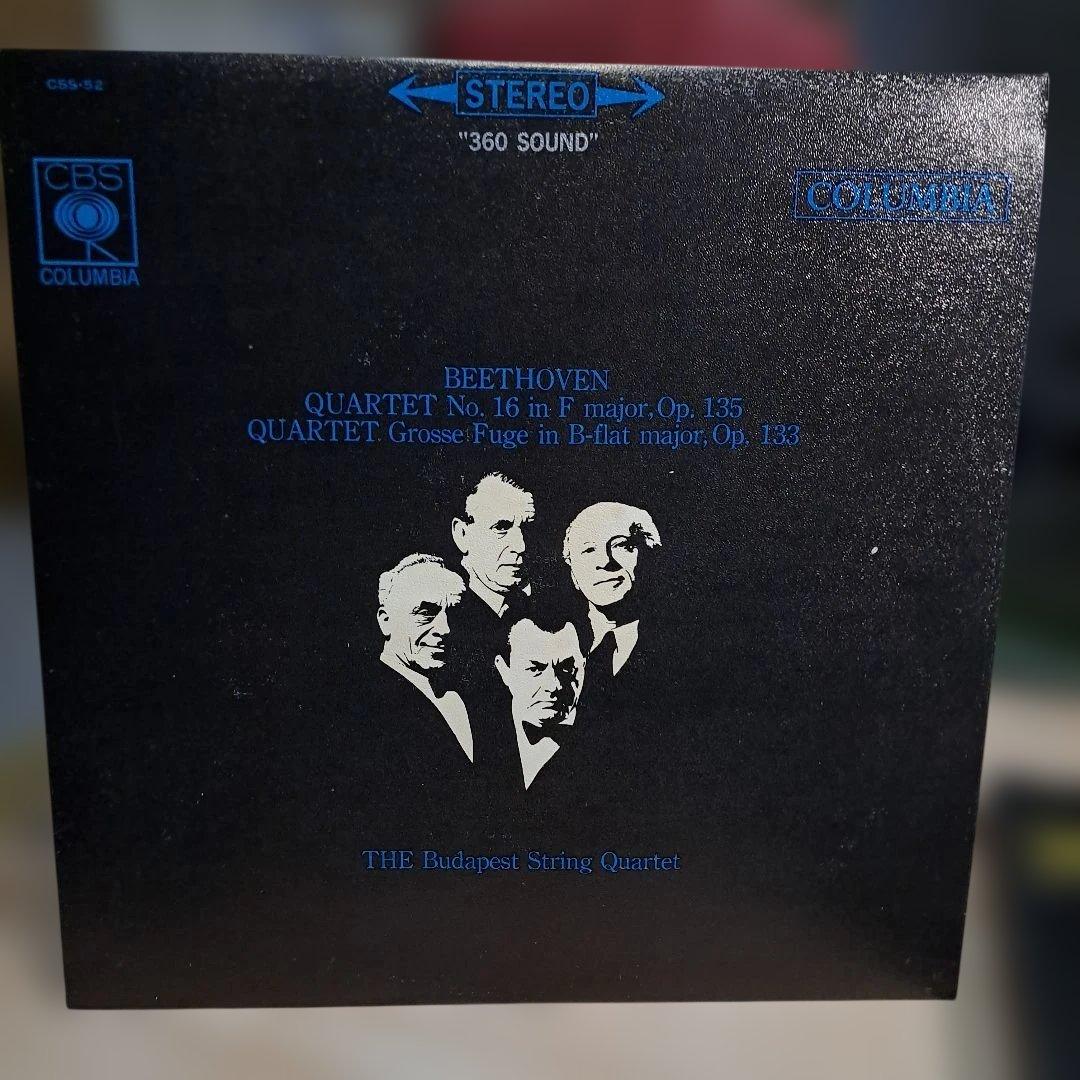 CSS·52
STEREO
"360 SOUND"
CBS
COLUMBIA
COLUMBIA
BEETHOVEN
QUARTET No. 16 in F major, Op. 135
QUARTET Grosse Fuge in B-flat major, Op. 133
THE Budapest String Quartet